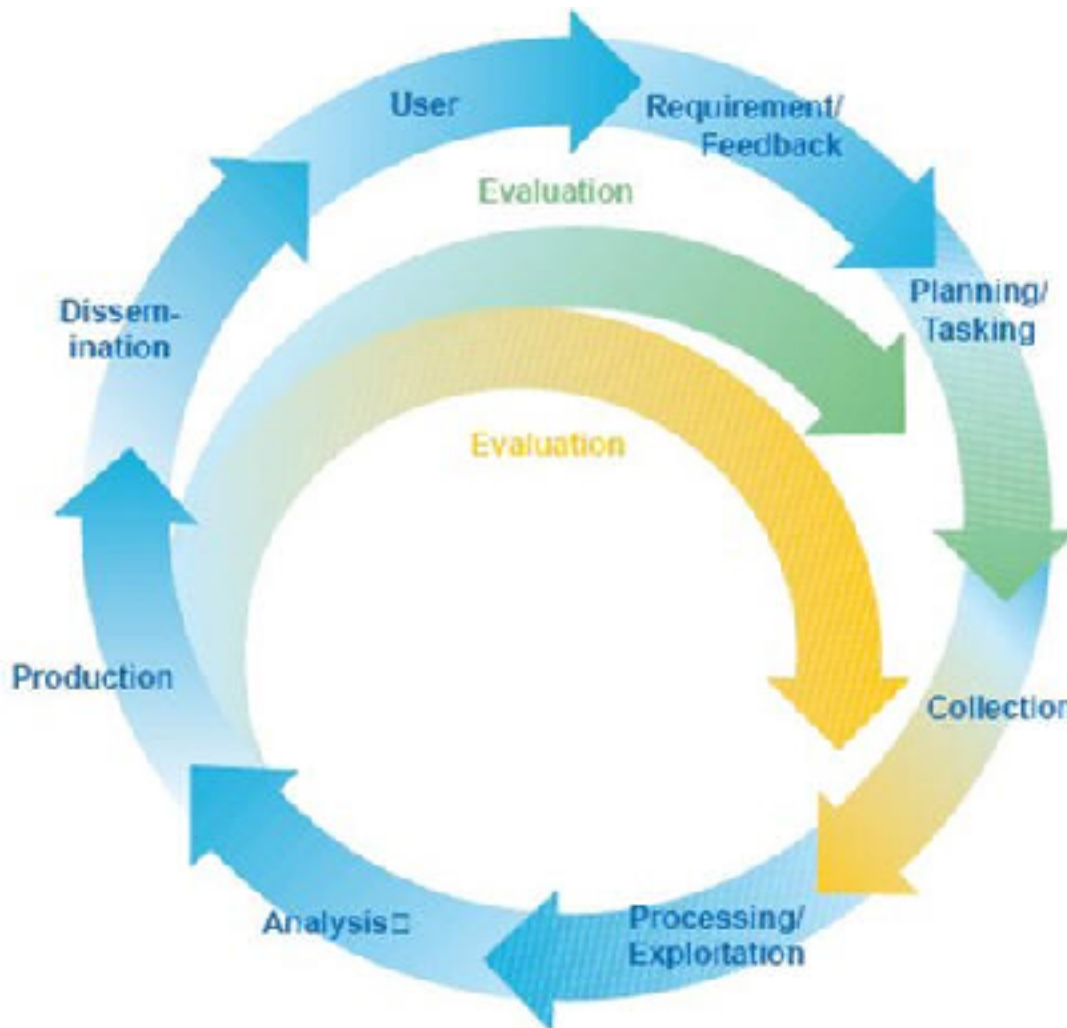 User
Requirement/
Feedback
Evaluation
Planning/
Tasking
Dissem-
ination
Evaluation
Production
Collection
Analysis□
Processing/
Exploitation